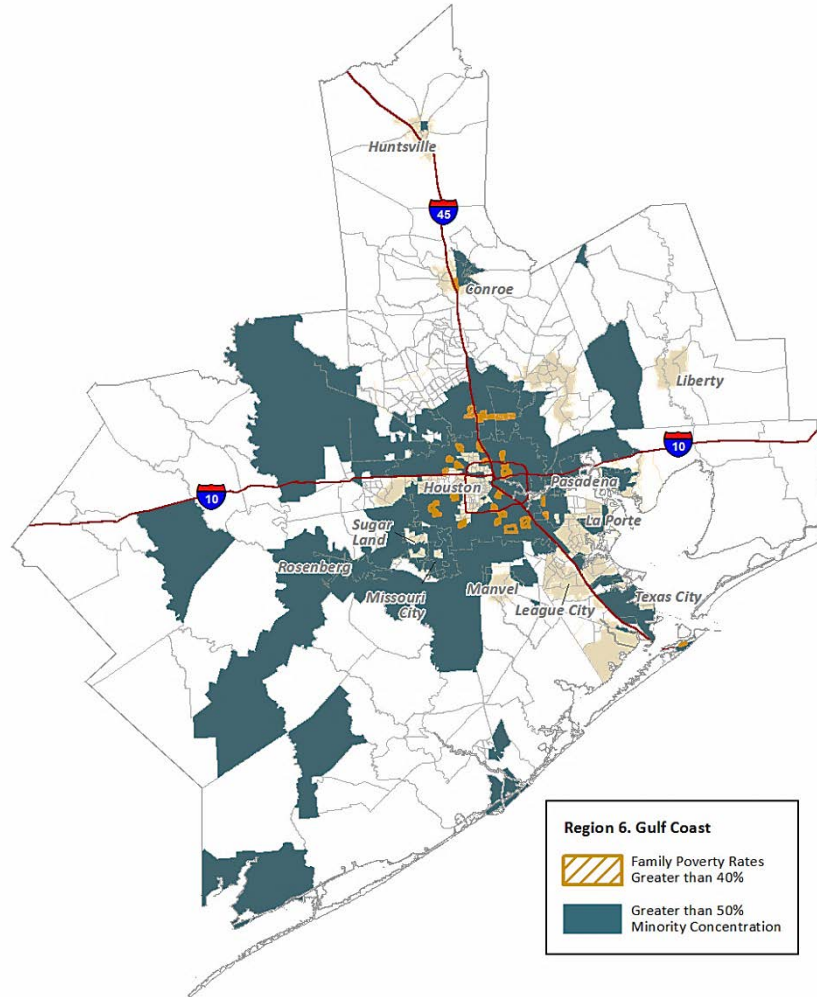 Huntsville
45
Conroe
Liberty
10
Houston
Pasadena
10
La Porte
Sugar
Land
Rosenberg
Missouri
City
Manvel
League City
Texas City
Region 6. Gulf Coast
Family Poverty Rates
Greater than 40%
Greater than 50%
Minority Concentration